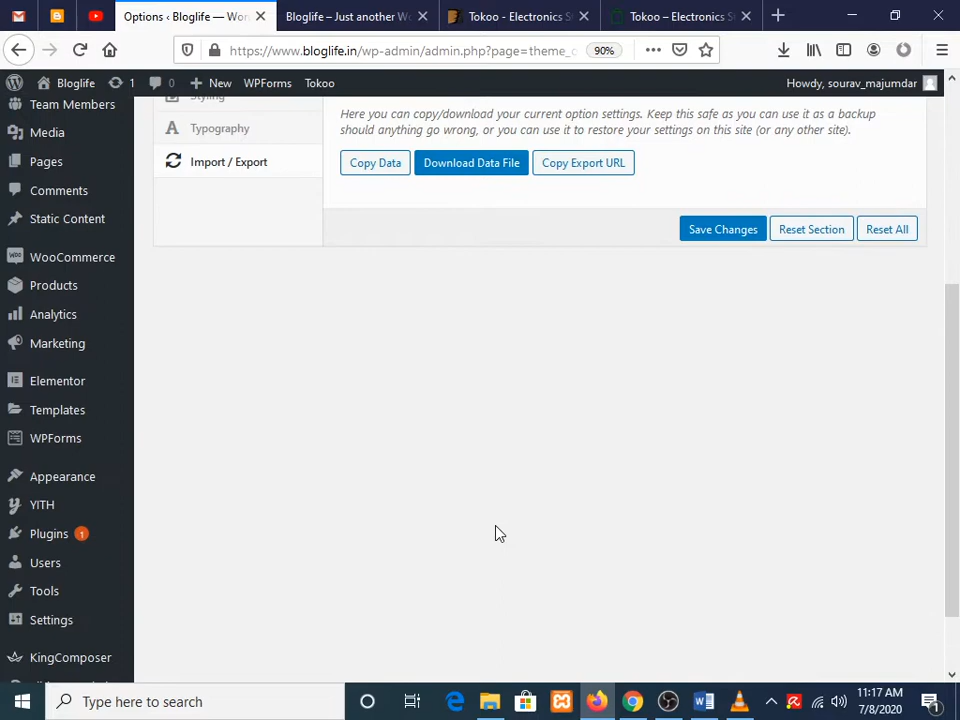 Options ‹ Bloglife — Wor
Bloglife – Just another Wo
Tokoo - Electronics St
Tokoo – Electronics S
https://www.bloglife.in/wp-admin/admin.php?page=theme_o
90%
Bloglife
1
0
New
WPForms
Tokoo
Howdy, sourav_majumdar
Team Members
Media
Pages
Comments
Static Content
WooCommerce
Products
Analytics
Marketing
Elementor
Templates
WPForms
Appearance
YITH
Plugins 1
Users
Tools
Settings
KingComposer
Styling
Typography
Import / Export
Here you can copy/download your current option settings. Keep this safe as you can use it as a backup
should anything go wrong, or you can use it to restore your settings on this site (or any other site).
Copy Data
Download Data File
Copy Export URL
Save Changes
Reset Section
Reset All
Type here to search
11:17 AM
7/8/2020
1